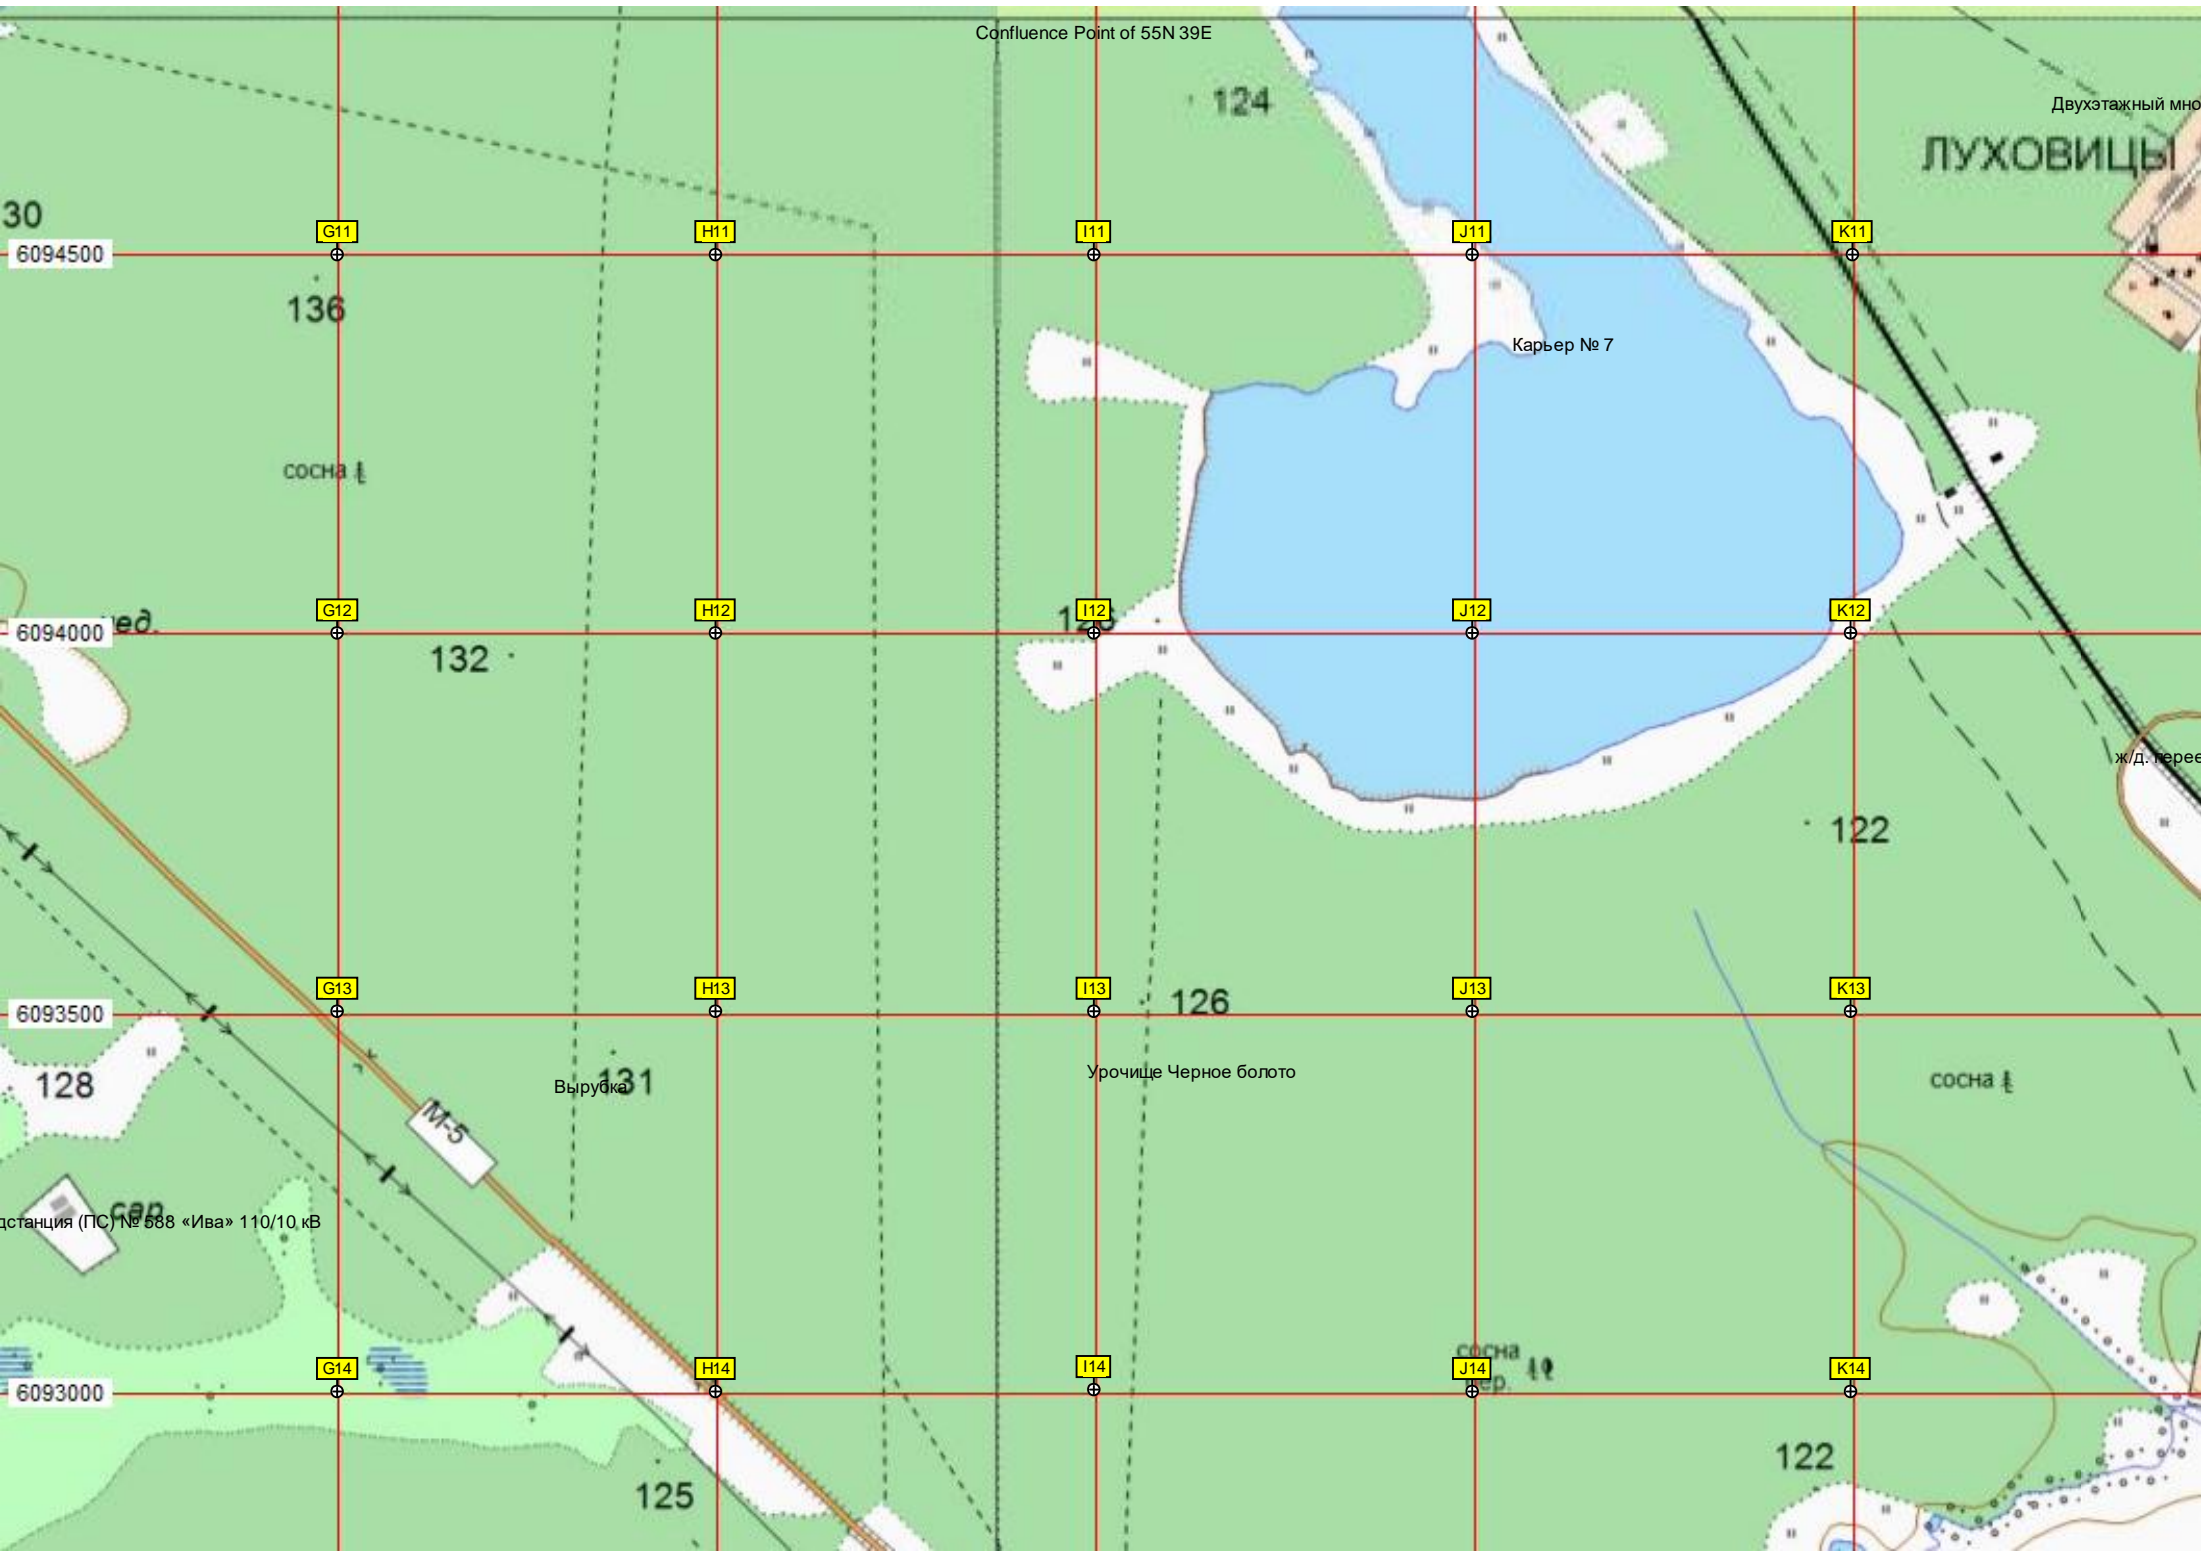 Confluence Point of 55N 39E
124
Двухэтажный мно
ЛУХОВИЦЫ
30
G11
H11
I11
J11
K11
6094500
136
Карьер № 7
сосна
G12
H12
I12
J12
K12
6094000
ед.
132
ж/д. перее
122
G13
H13
I13
J13
K13
6093500
126
128
Вырубка
131
Урочище Черное болото
сосна
М-5
сар.
дстанция (ПС) № 588 «Ива» 110/10 кВ
сосна
G14
H14
I14
J14
K14
6093000
122
125